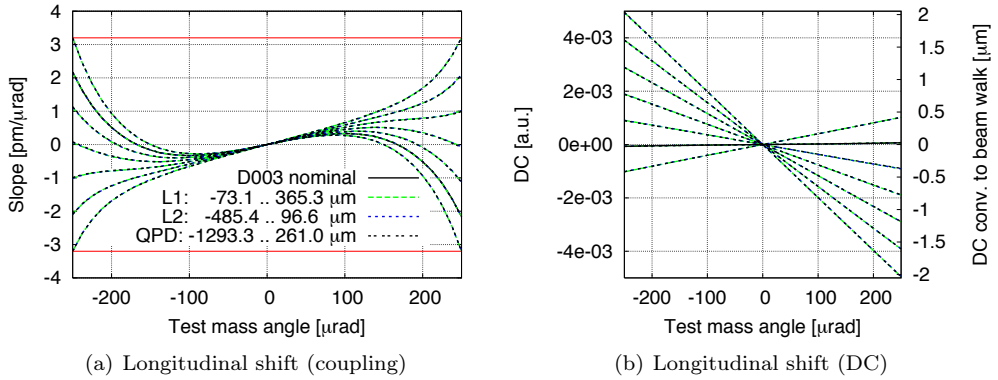 4
3
2
1
0
-1
-2
-3
-4
Slope [pm/μrad]
D003 nominal
L1: -73.1 .. 365.3 μm
L2: -485.4 .. 96.6 μm
QPD: -1293.3 .. 261.0 μm
-200 -100 0 100 200
Test mass angle [μrad]
(a) Longitudinal shift (coupling)
4e-03
2e-03
0e+00
-2e-03
-4e-03
DC [a.u.]
2
1.5
1
0.5
0
-0.5
-1
-1.5
-2
DC conv. to beam walk [μm]
-200 -100 0 100 200
Test mass angle [μrad]
(b) Longitudinal shift (DC)